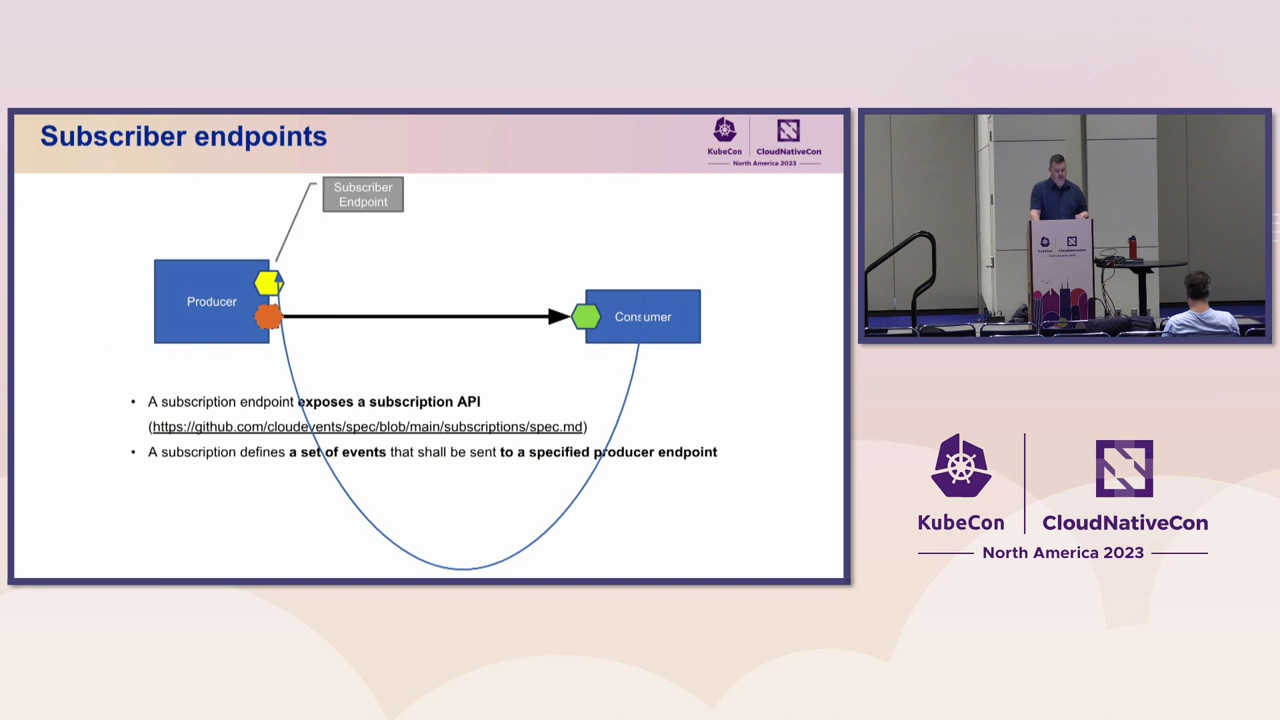 Subscriber endpoints
KubeCon
CloudNativeCon
North America 2023
Subscriber
Endpoint
Producer
Consumer
• A subscription endpoint exposes a subscription API
(https://github.com/cloudevents/spec/blob/main/subscriptions/spec.md)
• A subscription defines a set of events that shall be sent to a specified producer endpoint
KubeCon
CloudNativeCon
North America 2023